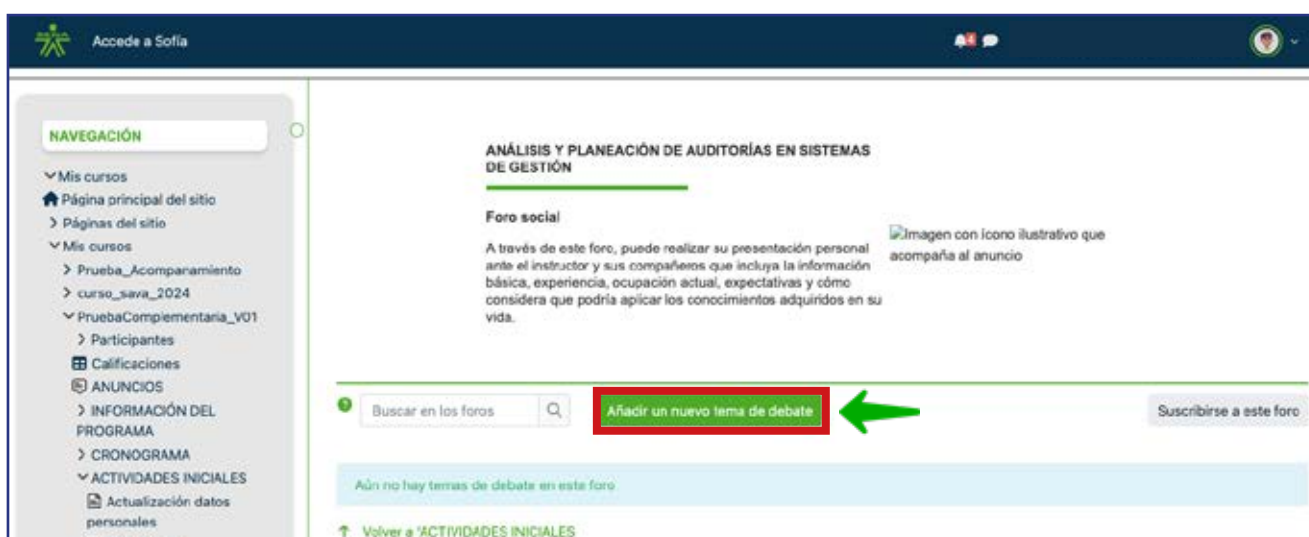 Accede a Sofía
4
NAVEGACIÓN
Mis cursos
Página principal del sitio
Páginas del sitio
Mis cursos
Prueba_Acompanamiento
curso_sava_2024
PruebaComplementaria_V01
Participantes
Calificaciones
ANUNCIOS
INFORMACIÓN DEL
PROGRAMA
CRONOGRAMA
ACTIVIDADES INICIALES
Actualización datos
personales
ANÁLISIS Y PLANEACIÓN DE AUDITORÍAS EN SISTEMAS
DE GESTIÓN
Foro social
A través de este foro, puede realizar su presentación personal
ante el instructor y sus compañeros que incluya la información
básica, experiencia, ocupación actual, expectativas y cómo
considera que podría aplicar los conocimientos adquiridos en su
vida.
Imagen con icono ilustrativo que
acompaña al anuncio
Buscar en los foros
Añadir un nuevo tema de debate
Suscribirse a este foro
Aún no hay temas de debate en este foro
Volver a 'ACTIVIDADES INICIALES